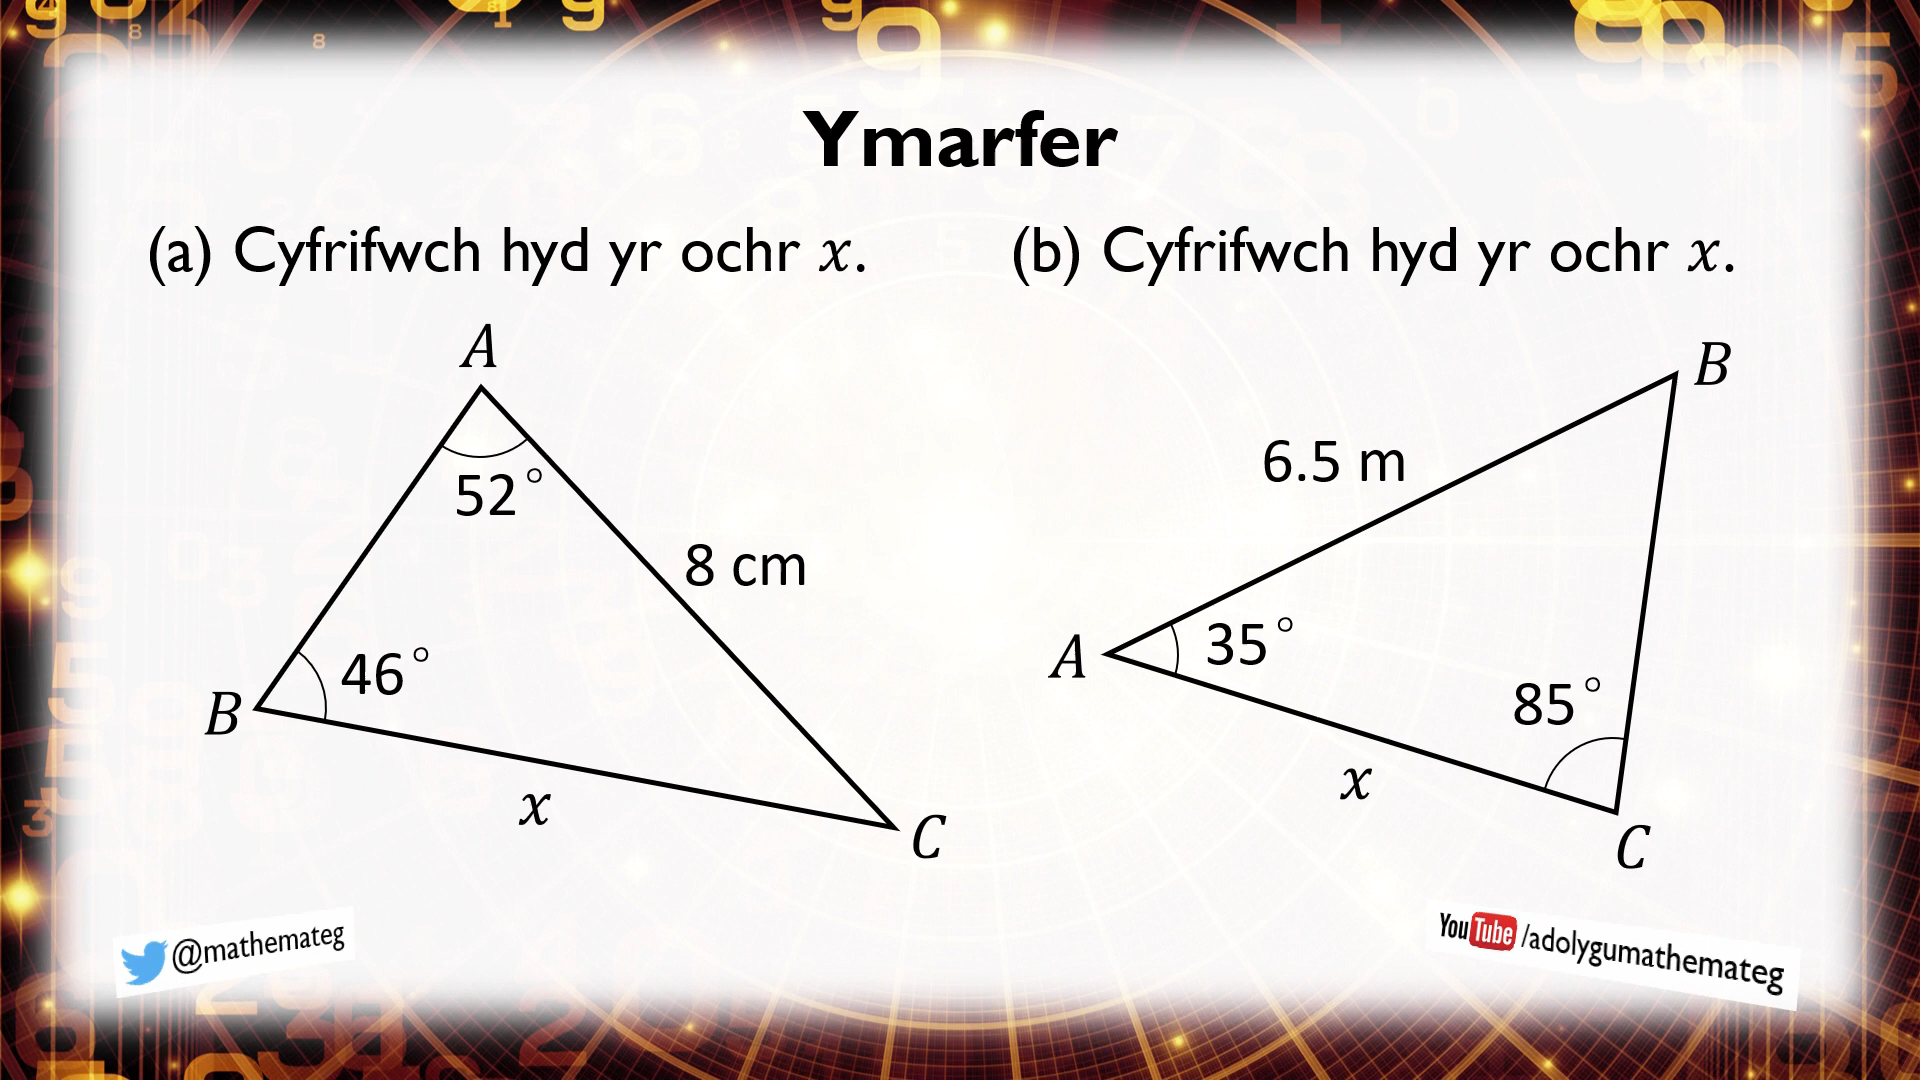 Ymarfer
(a) Cyfrifwch hyd yr ochr x.
(b) Cyfrifwch hyd yr ochr x.
A
52°
8 cm
46°
B
x
C
B
6.5 m
A
35°
85°
x
C
@mathemateg
YouTube /adolygumathemateg